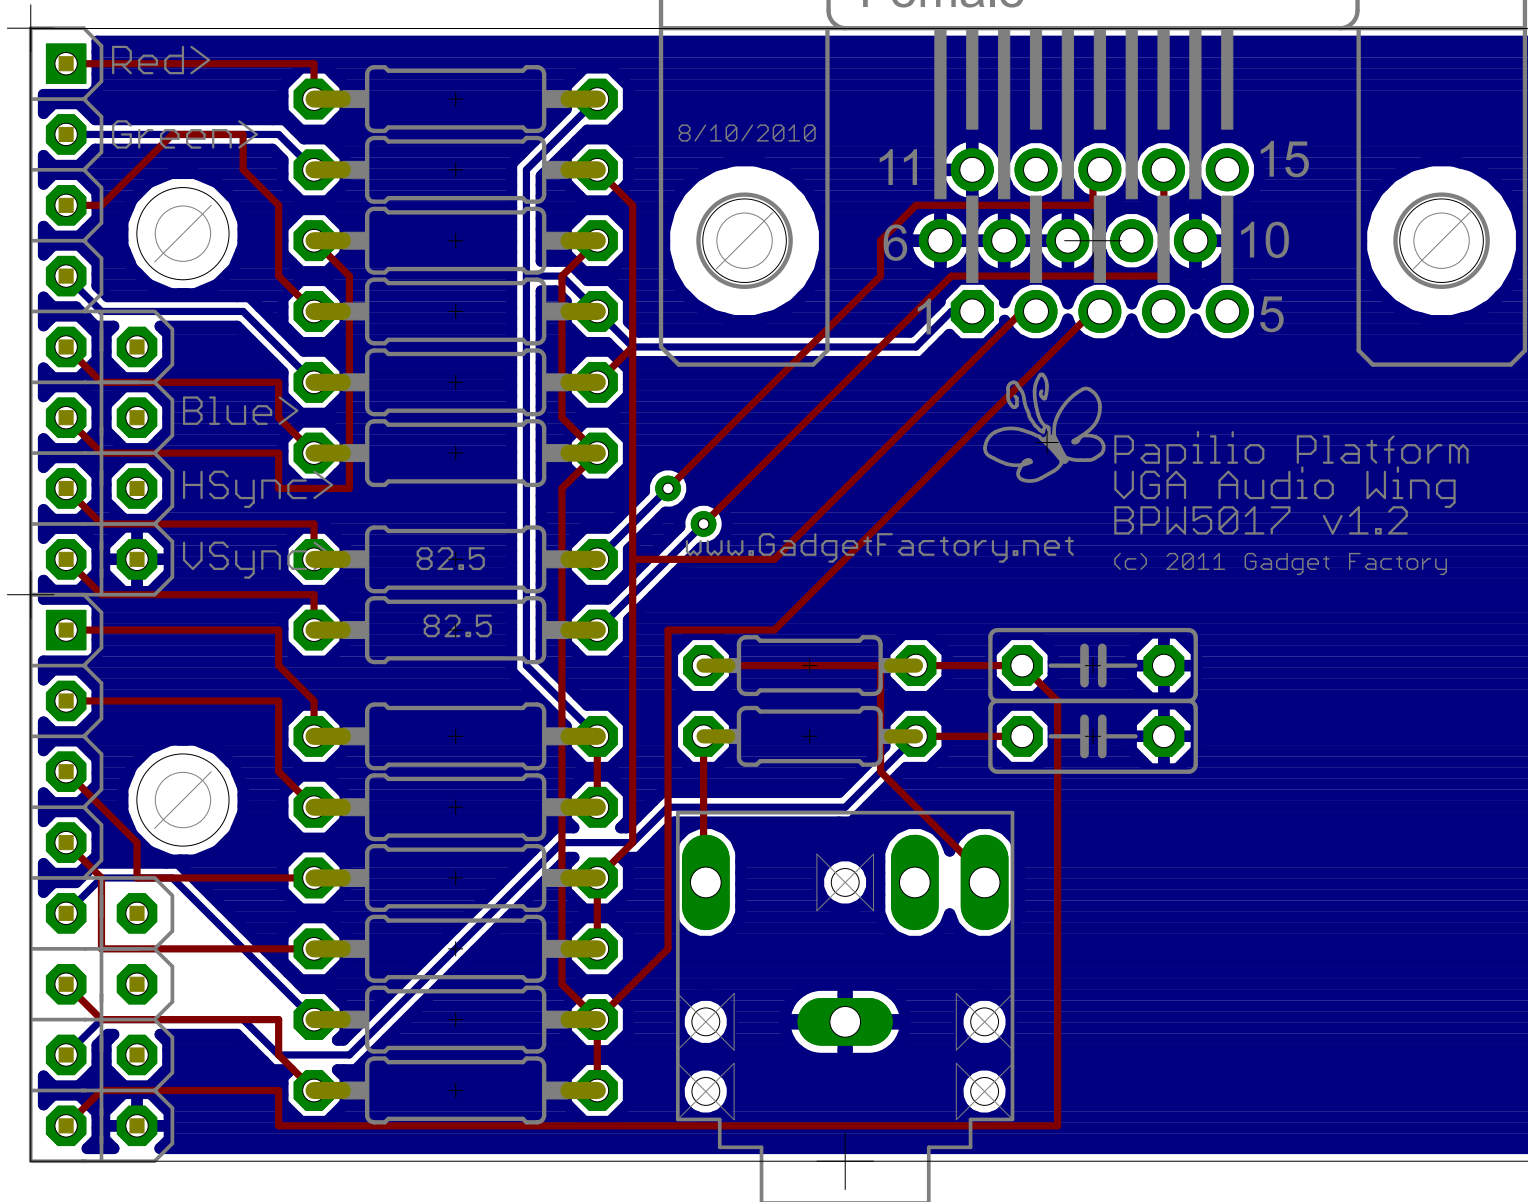 Female
Red>
Green>
8/10/2010
11
15
6
10
1
5
Blue>
HSync>
VSync>
Papilio Platform
VGA Audio Wing
BPW5017 v1.2
(c) 2011 Gadget Factory
www.GadgetFactory.net
82.5
82.5